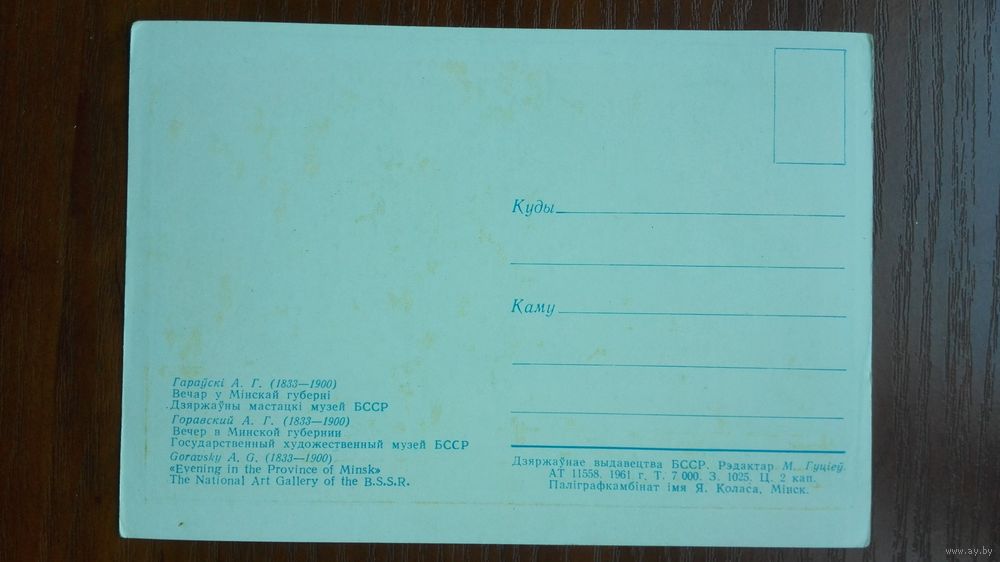 Куды
Каму
Гараўскі А. Г. (1833—1900)
Вечар у Мінскай губерні
Дзяржаўны мастацкі музей БССР
Горавский А. Г. (1833—1900)
Вечер в Минской губернии
Государственный художественный музей БССР
Goravsky A. G. (1833—1900)
«Evening in the Province of Minsk»
The National Art Gallery of the B.S.S.R.
Дзяржаўнае выдавецтва БССР. Рэдактар М. Гуціеў
АТ 11558. 1961 г. Т. 7 000. З. 1025. Ц. 2 кап.
Паліграфкамбінат імя Я. Коласа, Мінск.
www.ay.by